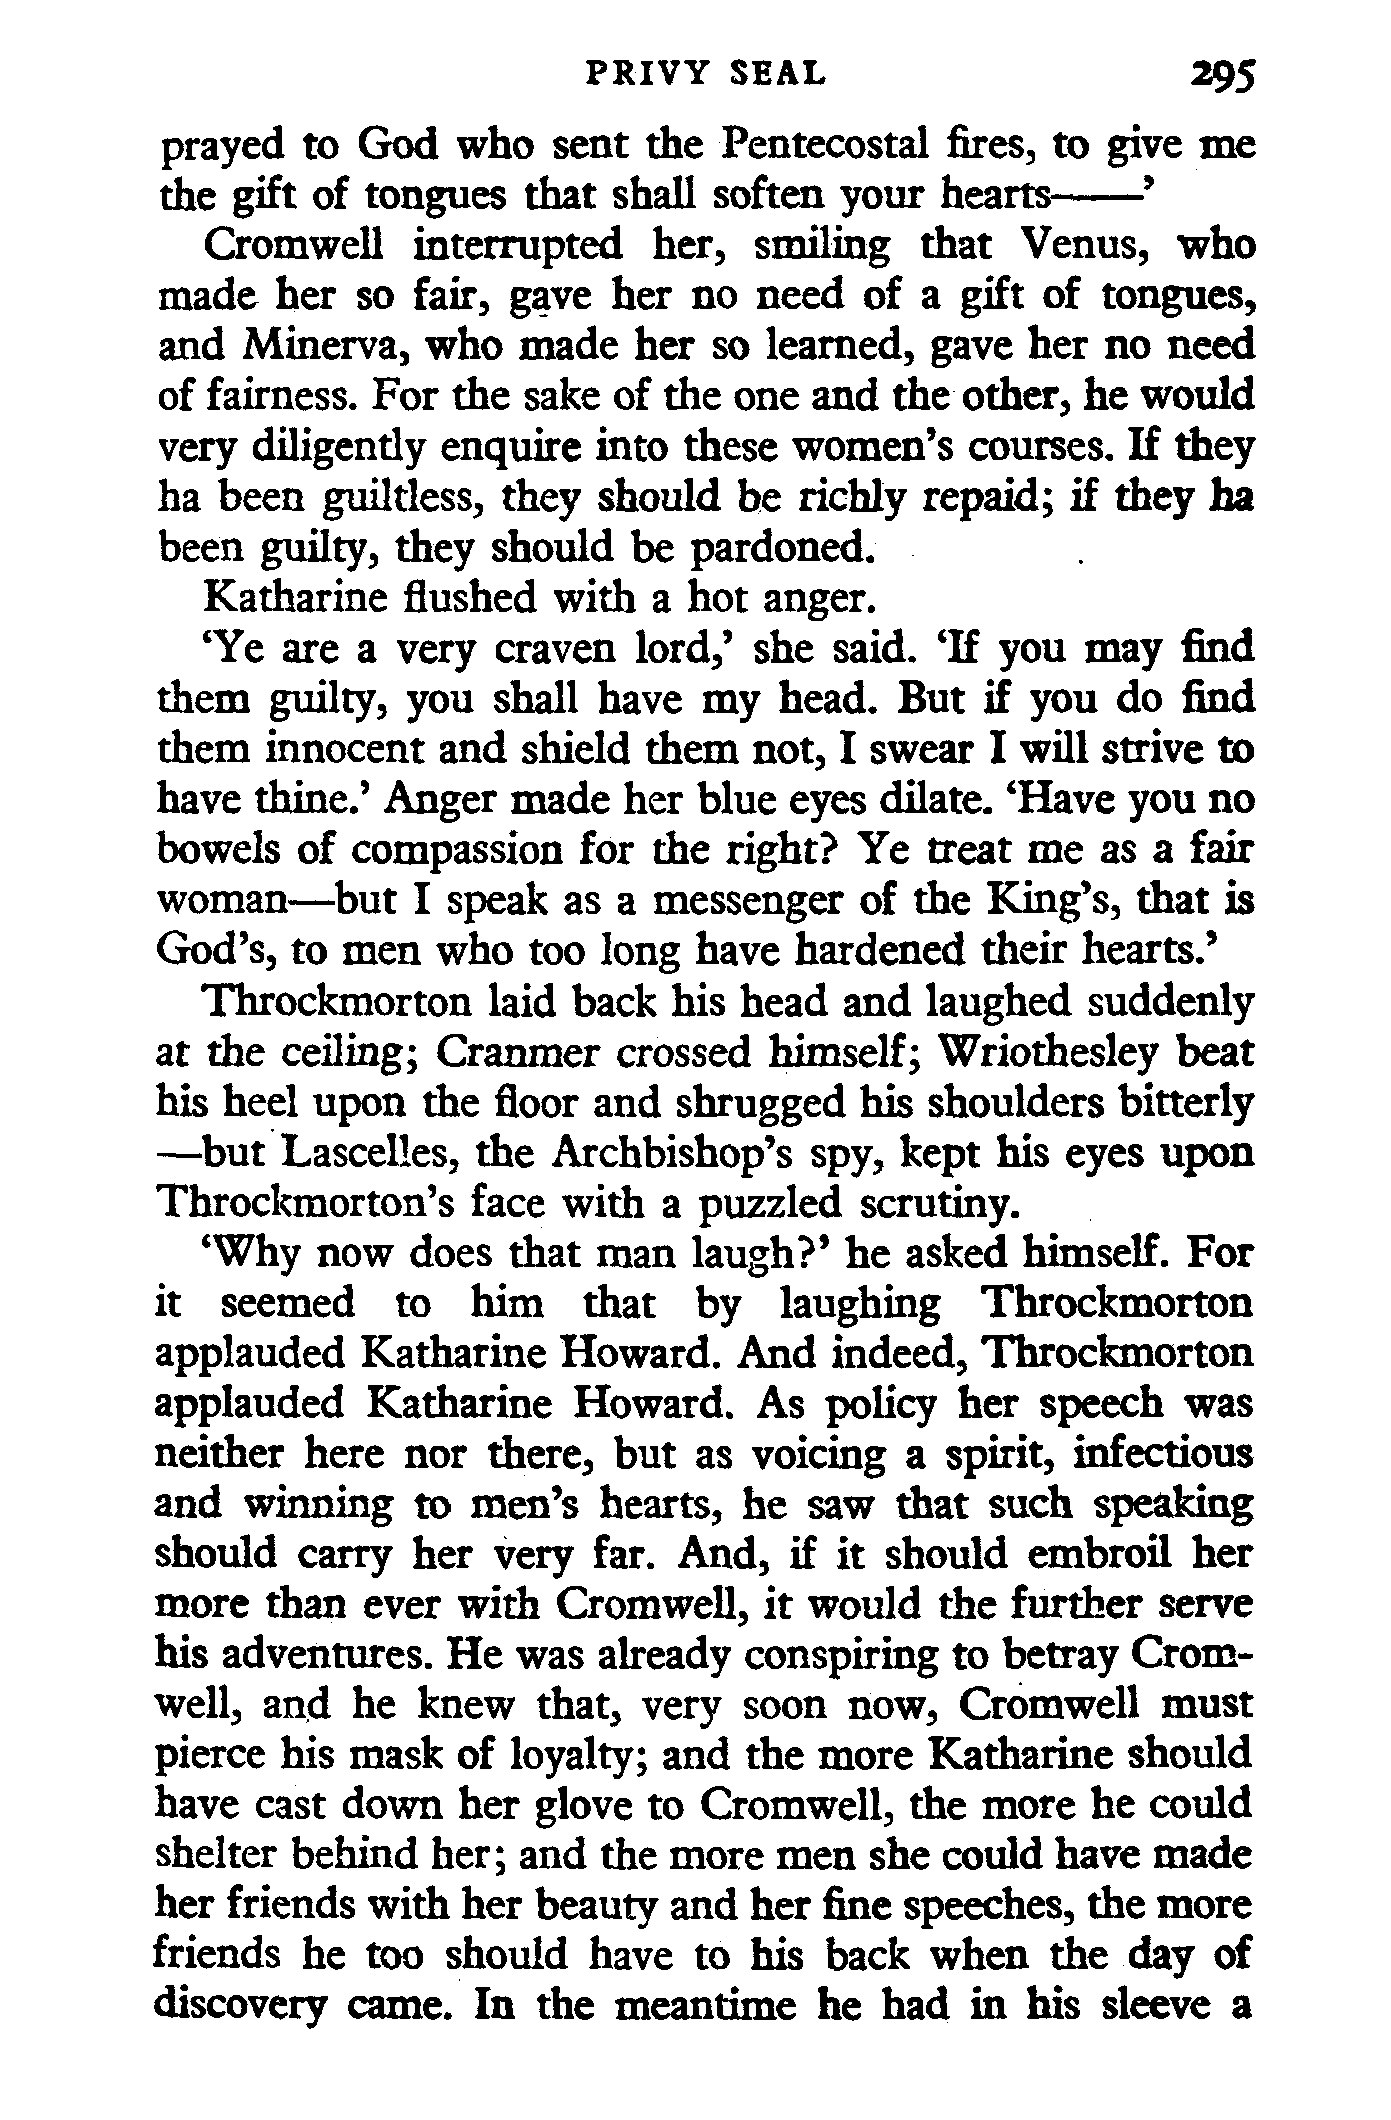 PRIVY SEAL 295
prayed to God who sent the Pentecostal fires, to give me
the gift of tongues that shall soften your hearts——’
Cromwell interrupted her, smiling that Venus, who
made her so fair, gave her no need of a gift of tongues,
and Minerva, who made her so learned, gave her no need
of fairness. For the sake of the one and the other, he would
very diligently enquire into these women’s courses. If they
ha been guiltless, they should be richly repaid; if they ha
been guilty, they should be pardoned.
Katharine flushed with a hot anger.
‘Ye are a very craven lord,’ she said. ‘If you may find
them guilty, you shall have my head. But if you do find
them innocent and shield them not, I swear I will strive to
have thine.’ Anger made her blue eyes dilate. ‘Have you no
bowels of compassion for the right? Ye treat me as a fair
woman—but I speak as a messenger of the King’s, that is
God’s, to men who too long have hardened their hearts.’
Throckmorton laid back his head and laughed suddenly
at the ceiling; Cranmer crossed himself; Wriothesley beat
his heel upon the floor and shrugged his shoulders bitterly
—but Lascelles, the Archbishop’s spy, kept his eyes upon
Throckmorton’s face with a puzzled scrutiny.
‘Why now does that man laugh?’ he asked himself. For
it seemed to him that by laughing Throckmorton
applauded Katharine Howard. And indeed, Throckmorton
applauded Katharine Howard. As policy her speech was
neither here nor there, but as voicing a spirit, infectious
and winning to men’s hearts, he saw that such speaking
should carry her very far. And, if it should embroil her
more than ever with Cromwell, it would the further serve
his adventures. He was already conspiring to betray Crom-
well, and he knew that, very soon now, Cromwell must
pierce his mask of loyalty; and the more Katharine should
have cast down her glove to Cromwell, the more he could
shelter behind her; and the more men she could have made
her friends with her beauty and her fine speeches, the more
friends he too should have to his back when the day of
discovery came. In the meantime he had in his sleeve a